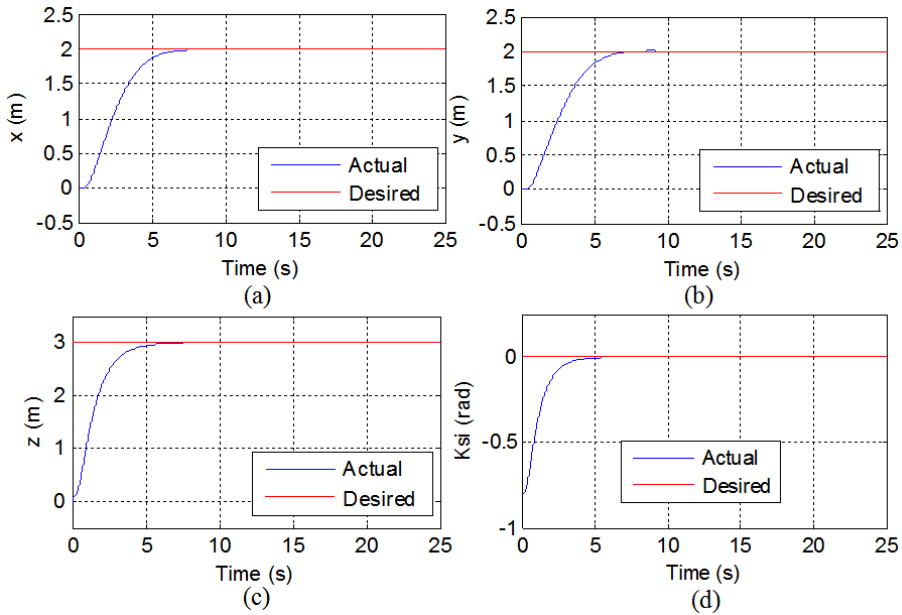 2.5
2
1.5
1
0.5
0
-0.5
x (m)
Actual
Desired
0 5 10 15 20 25
Time (s)
(a)
2.5
2
1.5
1
0.5
0
-0.5
y (m)
Actual
Desired
0 5 10 15 20 25
Time (s)
(b)
3
2
1
0
z (m)
Actual
Desired
0 5 10 15 20 25
Time (s)
(c)
0
-0.5
-1
Ksi (rad)
Actual
Desired
0 5 10 15 20 25
Time (s)
(d)